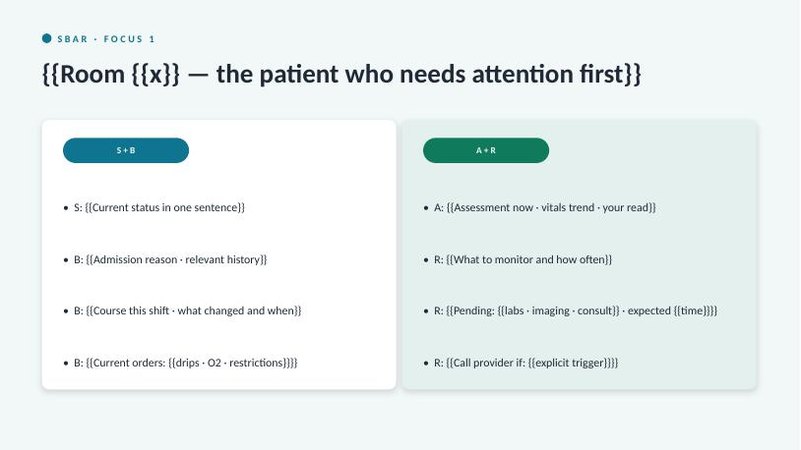 SBAR · FOCUS 1
{{Room {{x}} — the patient who needs attention first}}
S+B
• S: {{Current status in one sentence}}
• B: {{Admission reason · relevant history}}
• B: {{Course this shift · what changed and when}}
• B: {{Current orders: {{drips · O2 · restrictions}}}}
A+R
• A: {{Assessment now · vitals trend · your read}}
• R: {{What to monitor and how often}}
• R: {{Pending: {{labs · imaging · consult}} · expected {{time}}}}
• R: {{Call provider if: {{explicit trigger}}}}